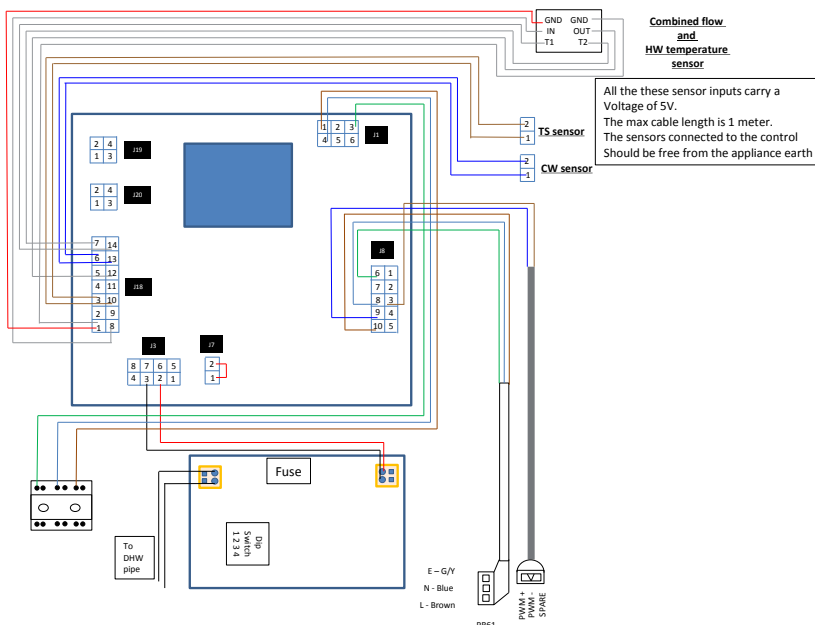 GND GND
IN OUT
T1 T2
Combined flow
and
HW temperature
sensor
All the these sensor inputs carry a
Voltage of 5V.
The max cable length is 1 meter.
The sensors connected to the control
Should be free from the appliance earth
2
1
TS sensor
2
1
CW sensor
1 2 3
4 5 6
J1
2 4
1 3
J19
2 4
1 3
J20
7 14
6 13
5 12
4 11
3 10
2 9
1 8
J18
J8
6 1
7 2
8 3
9 4
10 5
J3
8 7 6 5
4 3 2 1
J7
2
1
Fuse
Dip
Switch
1 2 3 4
To
DHW
pipe
E – G/Y
N - Blue
L - Brown
PWM +
PWM -
SPARE